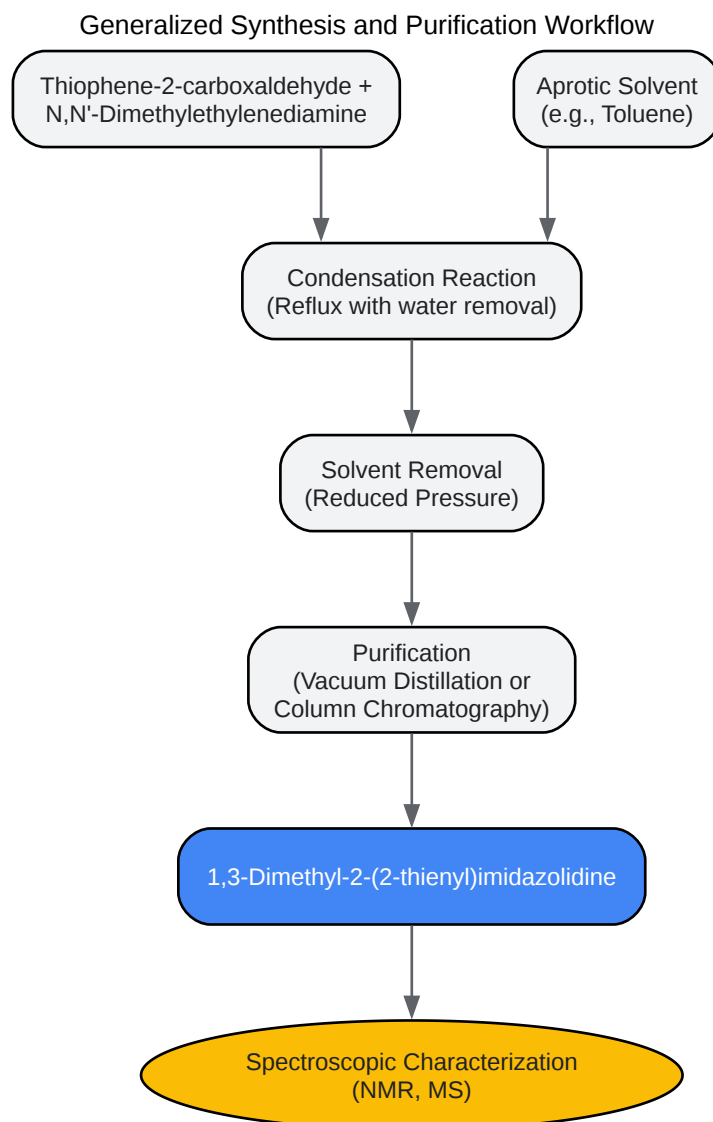 Generalized Synthesis and Purification Workflow
Thiophene-2-carboxaldehyde +
N,N'-Dimethylethylenediamine
Aprotic Solvent
(e.g., Toluene)
Condensation Reaction
(Reflux with water removal)
Solvent Removal
(Reduced Pressure)
Purification
(Vacuum Distillation or
Column Chromatography)
1,3-Dimethyl-2-(2-thienyl)imidazolidine
Spectroscopic Characterization
(NMR, MS)